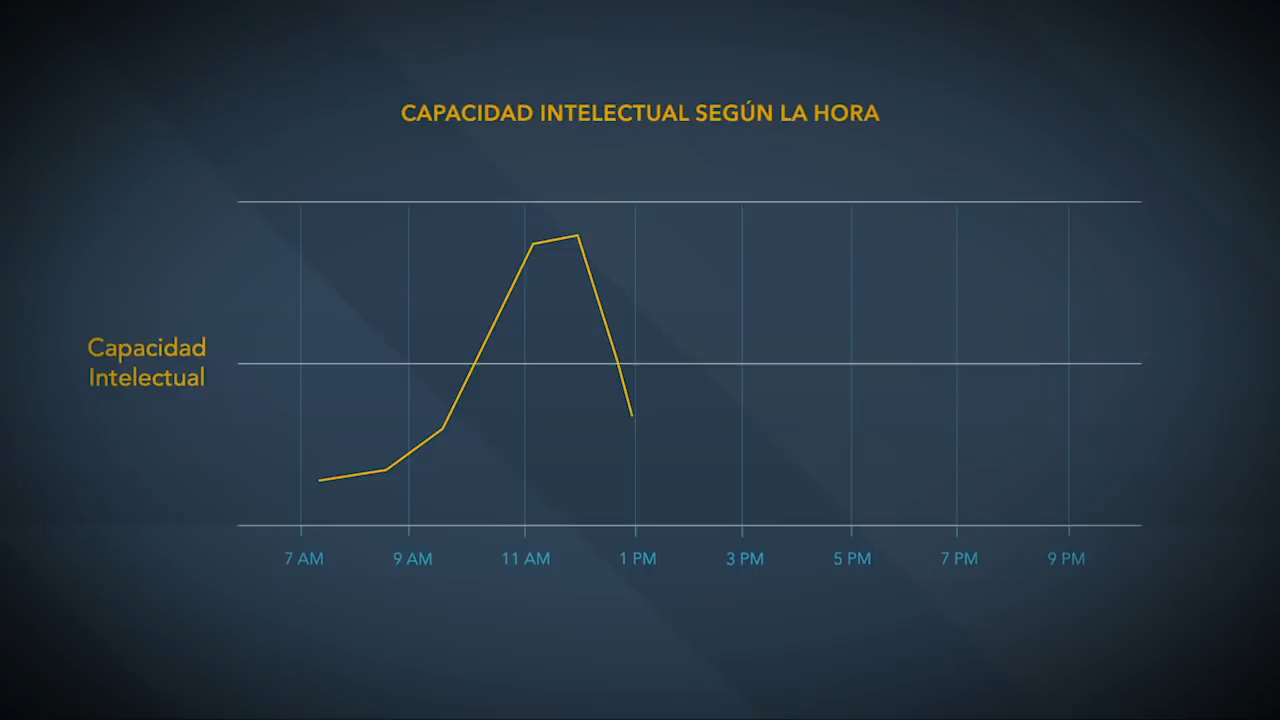 CAPACIDAD INTELECTUAL SEGÚN LA HORA
Capacidad
Intelectual
7 AM 9 AM 11 AM 1 PM 3 PM 5 PM 7 PM 9 PM